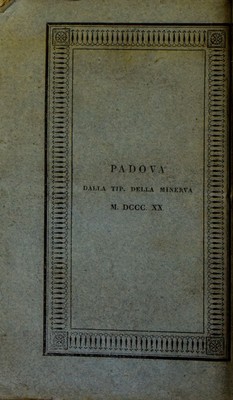 PADOVA
DALLA TIP. DELLA MINERVA
M. DCCC XX